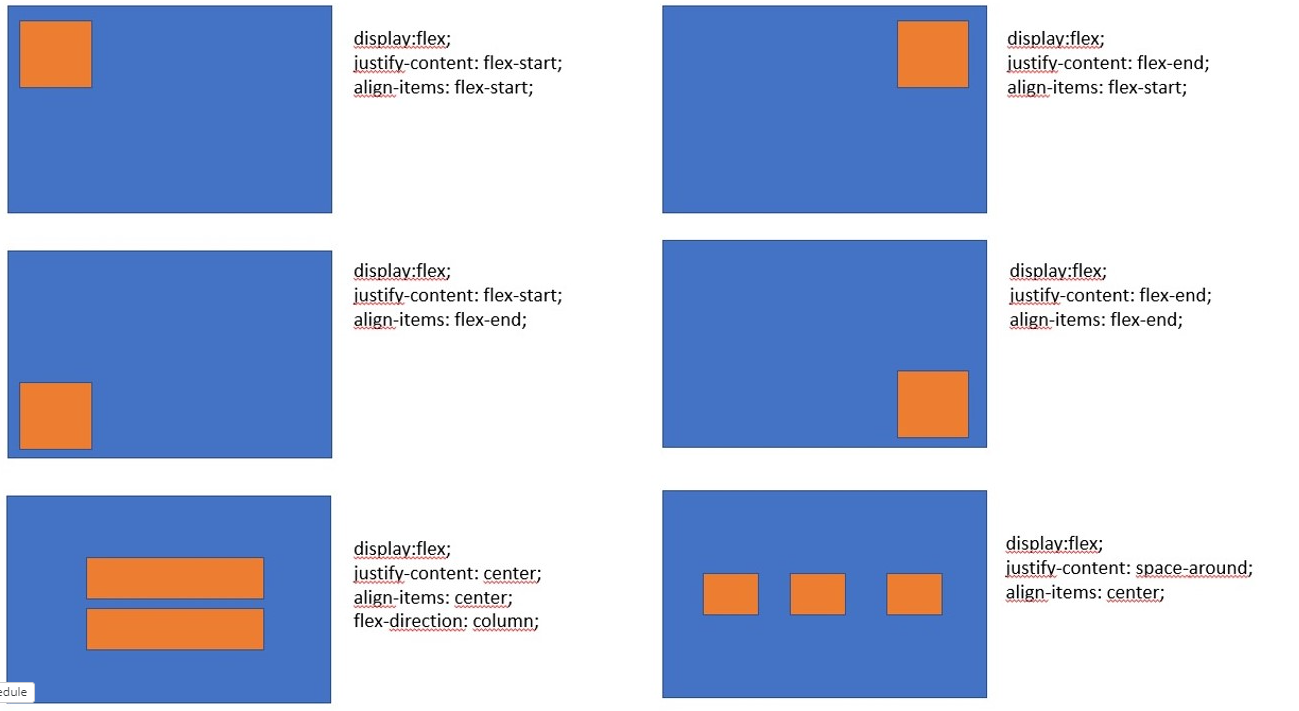 display:flex;
justify-content: flex-start;
align-items: flex-start;
display:flex;
justify-content: flex-end;
align-items: flex-start;
display:flex;
justify-content: flex-start;
align-items: flex-end;
display:flex;
justify-content: flex-end;
align-items: flex-end;
display:flex;
justify-content: center;
align-items: center;
flex-direction: column;
display:flex;
justify-content: space-around;
align-items: center;
edule